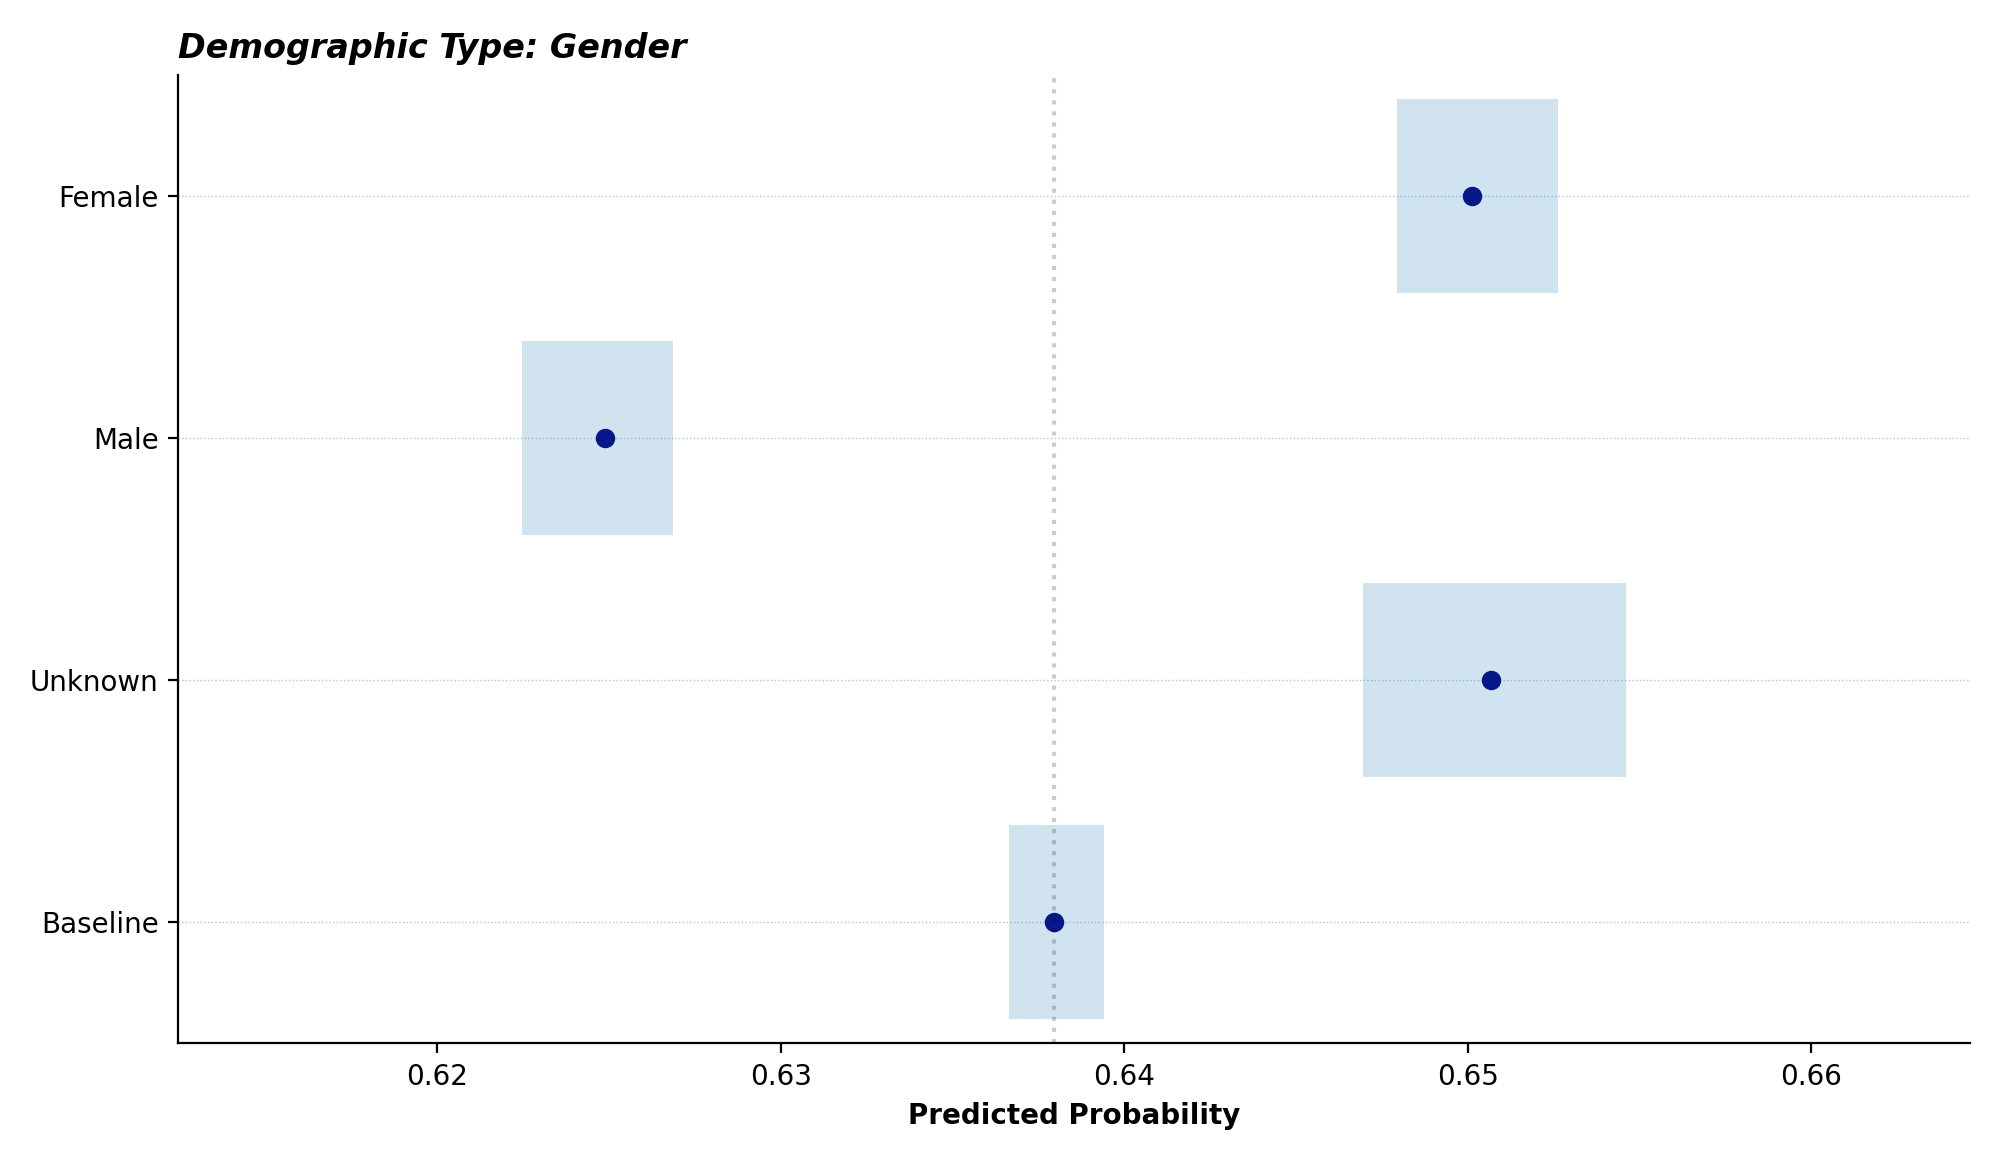 Demographic Type: Gender
Female
Male
Unknown
Baseline
0.62 0.63 0.64 0.65 0.66
Predicted Probability